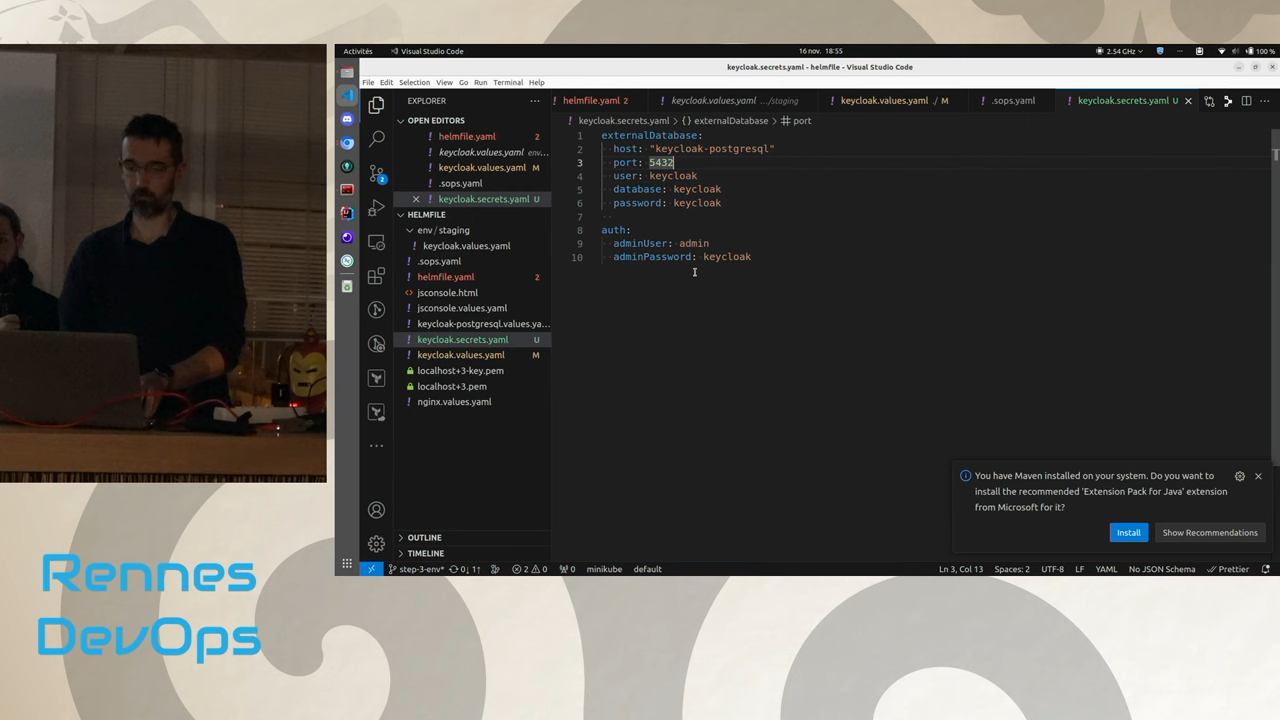 Activités
Visual Studio Code
16 nov. 18:55
2.54 GHz
100 %
keycloak.secrets.yaml - helmfile - Visual Studio Code
File Edit Selection View Go Run Terminal Help
EXPLORER
helmfile.yaml 2
keycloak.values.yaml .../staging
keycloak.values.yaml ./ M
.sops.yaml
keycloak.secrets.yaml U
OPEN EDITORS
helmfile.yaml 2
keycloak.values.yaml env...
keycloak.values.yaml M
.sops.yaml
keycloak.secrets.yaml U
HELMFILE
env / staging
keycloak.values.yaml
.sops.yaml
helmfile.yaml 2
jsconsole.html
jsconsole.values.yaml
keycloak-postgresql.values.ya...
keycloak.secrets.yaml U
keycloak.values.yaml M
localhost+3-key.pem
localhost+3.pem
nginx.values.yaml
OUTLINE
TIMELINE
2
keycloak.secrets.yaml > {} externalDatabase > # port
1 externalDatabase:
2 host: "keycloak-postgresql"
3 port: 5432
4 user: keycloak
5 database: keycloak
6 password: keycloak
7
8 auth:
9 adminUser: admin
10 adminPassword: keycloak
You have Maven installed on your system. Do you want to
install the recommended 'Extension Pack for Java' extension
from Microsoft for it?
Install
Show Recommendations
step-3-env* 0↓ 1↑ 2 0 0 minikube default
Ln 3, Col 13 Spaces: 2 UTF-8 LF YAML No JSON Schema Prettier
Rennes
DevOps